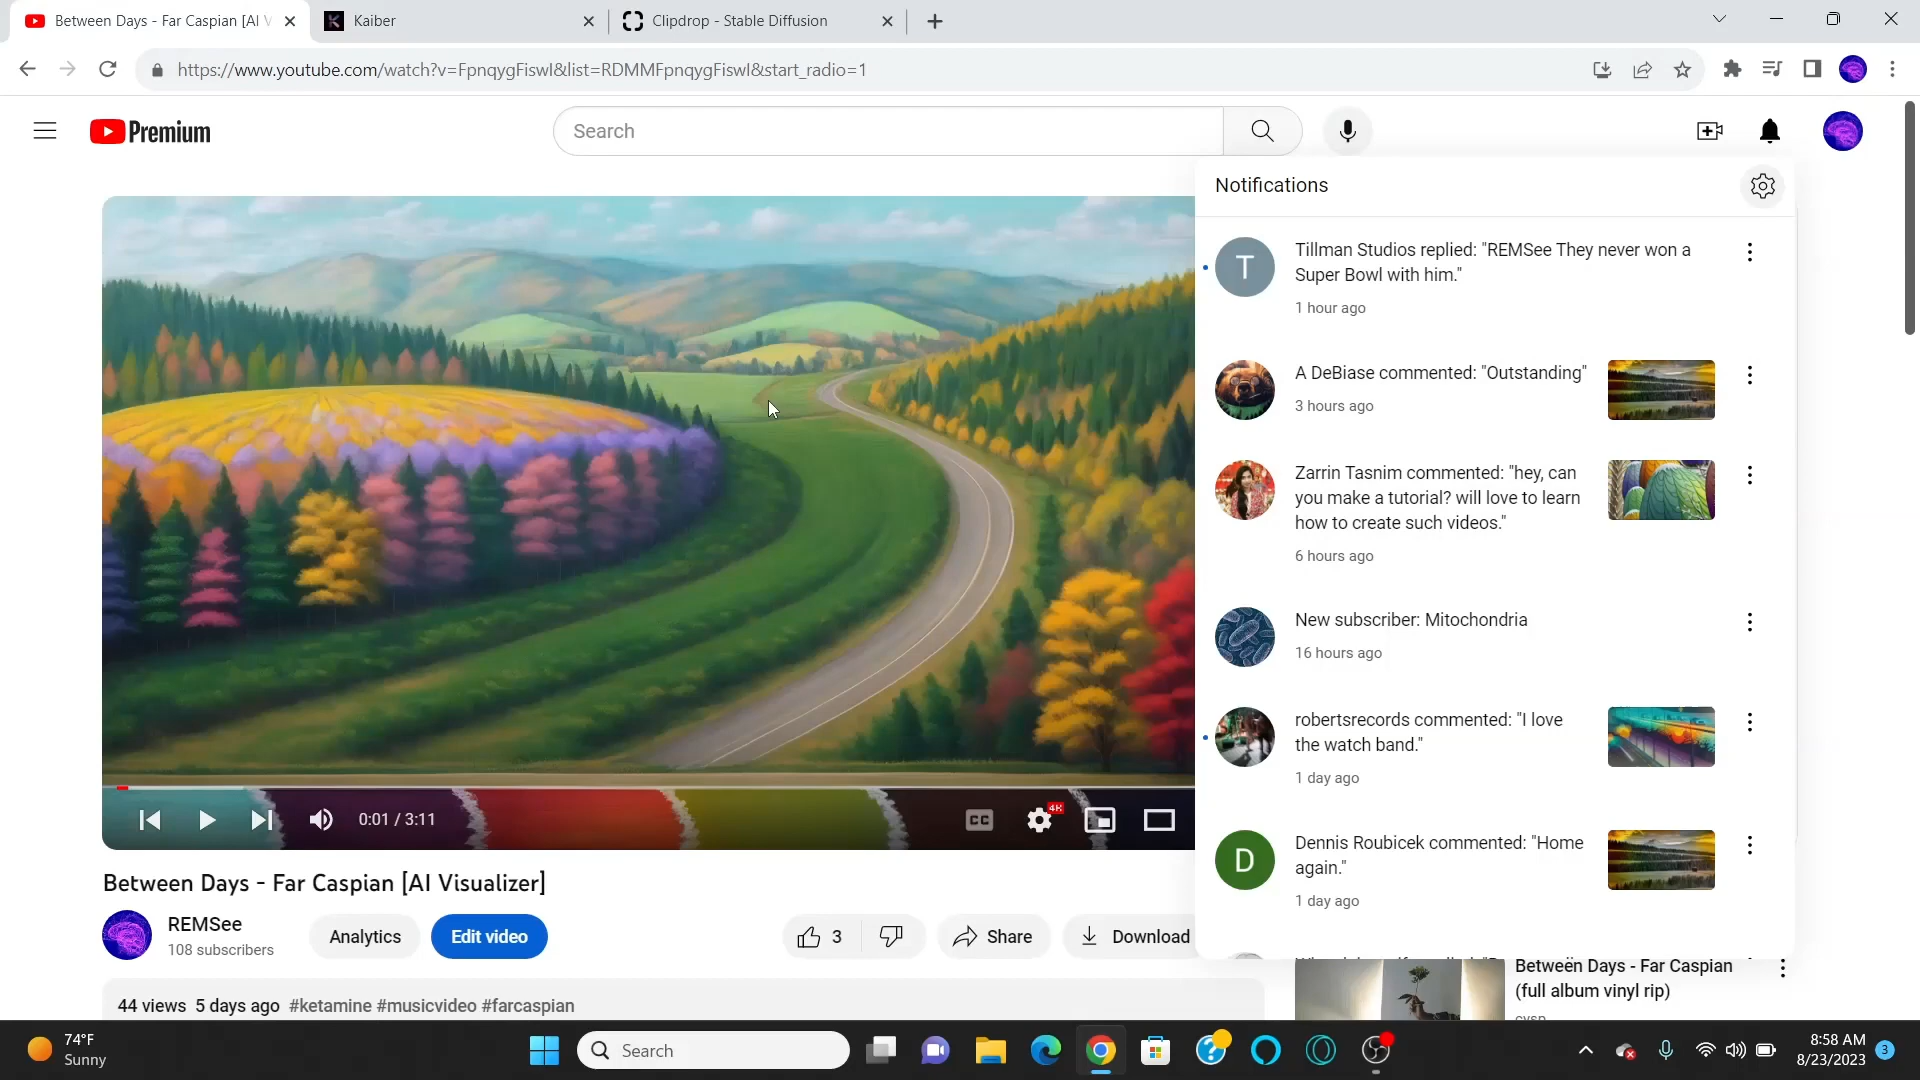 Between Days - Far Caspian [AI V
Kaiber
Clipdrop - Stable Diffusion
https://www.youtube.com/watch?v=FpnqygFiswI&list=RDMMFpnqygFiswI&start_radio=1
Premium
Search
Notifications
T
Tillman Studios replied: "REMSee They never won a
Super Bowl with him."
1 hour ago
A DeBiase commented: "Outstanding"
3 hours ago
Zarrin Tasnim commented: "hey, can
you make a tutorial? will love to learn
how to create such videos."
6 hours ago
New subscriber: Mitochondria
16 hours ago
robertsrecords commented: "I love
the watch band."
1 day ago
D
Dennis Roubicek commented: "Home
again."
1 day ago
0:01 / 3:11
CC
4K
Between Days - Far Caspian [AI Visualizer]
REMSee
108 subscribers
Analytics
Edit video
3
Share
Download
44 views 5 days ago #ketamine #musicvideo #farcaspian
Between Days - Far Caspian
(full album vinyl rip)
74°F
Sunny
Search
8:58 AM
8/23/2023
3